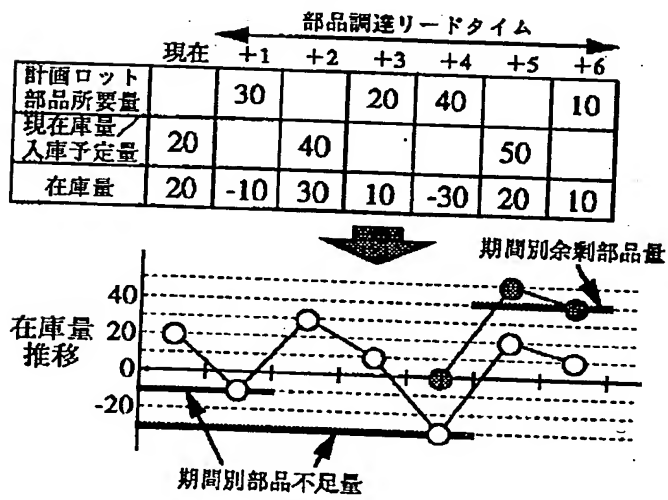 部品調達リードタイム
現在 +1 +2 +3 +4 +5 +6
計画ロット
部品所要量 30 20 40 10
現在庫量/
入庫予定量 20 40 50
在庫量 20 -10 30 10 -30 20 10
期間別余剰部品量
40
在庫量 20
推移 0
-20
期間別部品不足量